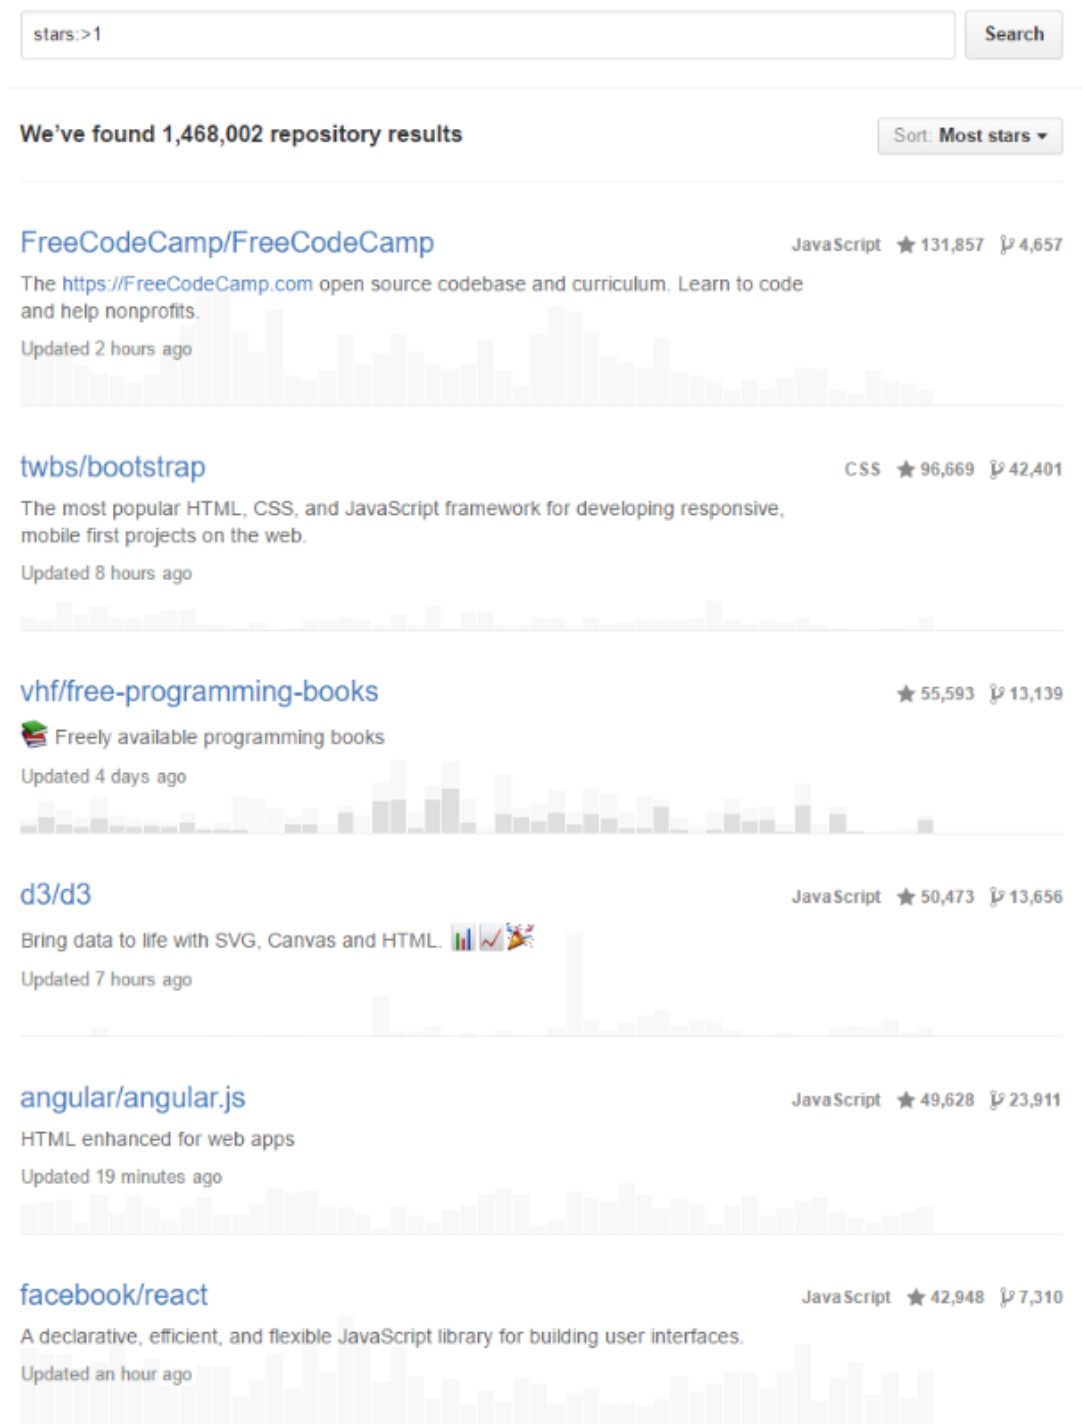 stars:>1
Search
We've found 1,468,002 repository results
Sort: Most stars
FreeCodeCamp/FreeCodeCamp
JavaScript 131,857 4,657
The https://FreeCodeCamp.com open source codebase and curriculum. Learn to code
and help nonprofits.
Updated 2 hours ago
twbs/bootstrap
CSS 96,669 42,401
The most popular HTML, CSS, and JavaScript framework for developing responsive,
mobile first projects on the web.
Updated 8 hours ago
vhf/free-programming-books
55,593 13,139
Freely available programming books
Updated 4 days ago
d3/d3
JavaScript 50,473 13,656
Bring data to life with SVG, Canvas and HTML.
Updated 7 hours ago
angular/angular.js
JavaScript 49,628 23,911
HTML enhanced for web apps
Updated 19 minutes ago
facebook/react
JavaScript 42,948 7,310
A declarative, efficient, and flexible JavaScript library for building user interfaces.
Updated an hour ago